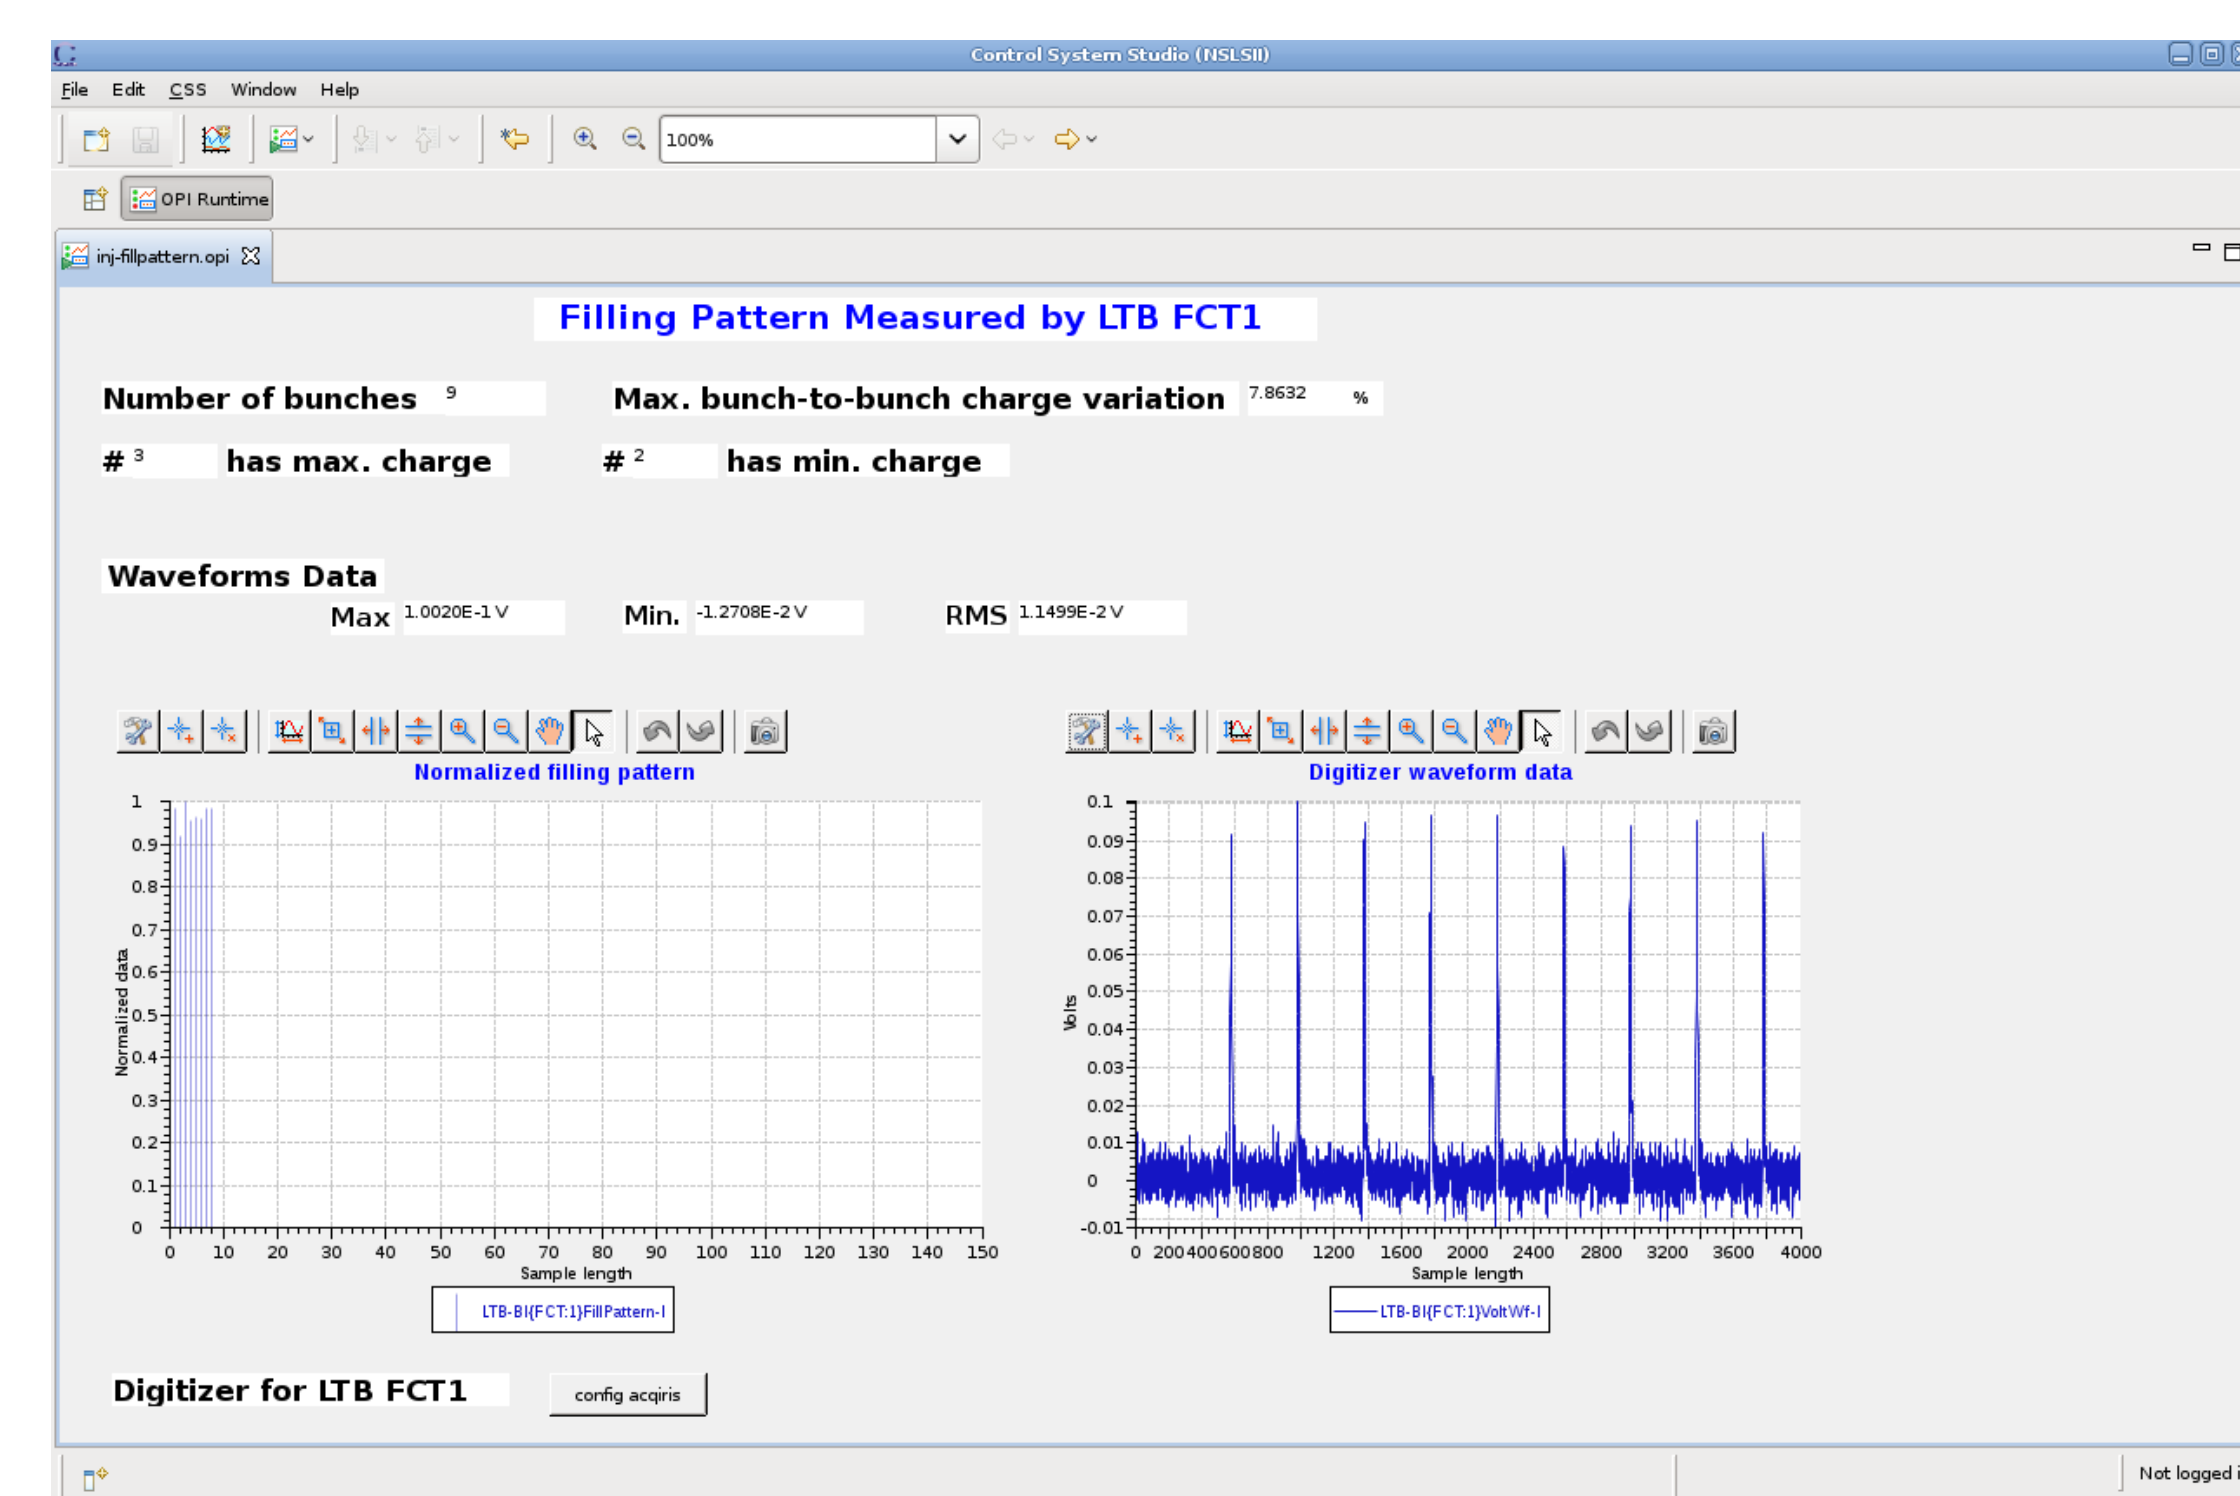 Control System Studio (NSLSII)
File Edit CSS Window Help
100%
OPI Runtime
inj-fillpattern.opi
Filling Pattern Measured by LTB FCT1
Number of bunches 9 Max. bunch-to-bunch charge variation 7.8632 %
# 3 has max. charge # 2 has min. charge
Waveforms Data
Max 1.0020E-1 V Min. -1.2708E-2 V RMS 1.1499E-2 V
Normalized filling pattern
1
0.9
0.8
0.7
0.6
0.5
0.4
0.3
0.2
0.1
0
Normalized data
0 10 20 30 40 50 60 70 80 90 100 110 120 130 140 150
Sample length
LTB-BI{FCT:1}FillPattern-I
Digitizer waveform data
0.1
0.09
0.08
0.07
0.06
0.05
0.04
0.03
0.02
0.01
0
-0.01
Volts
0 200 400 600 800 1200 1600 2000 2400 2800 3200 3600 4000
Sample length
LTB-BI{FCT:1}VoltWf-I
Digitizer for LTB FCT1 config acqiris
Not logged i